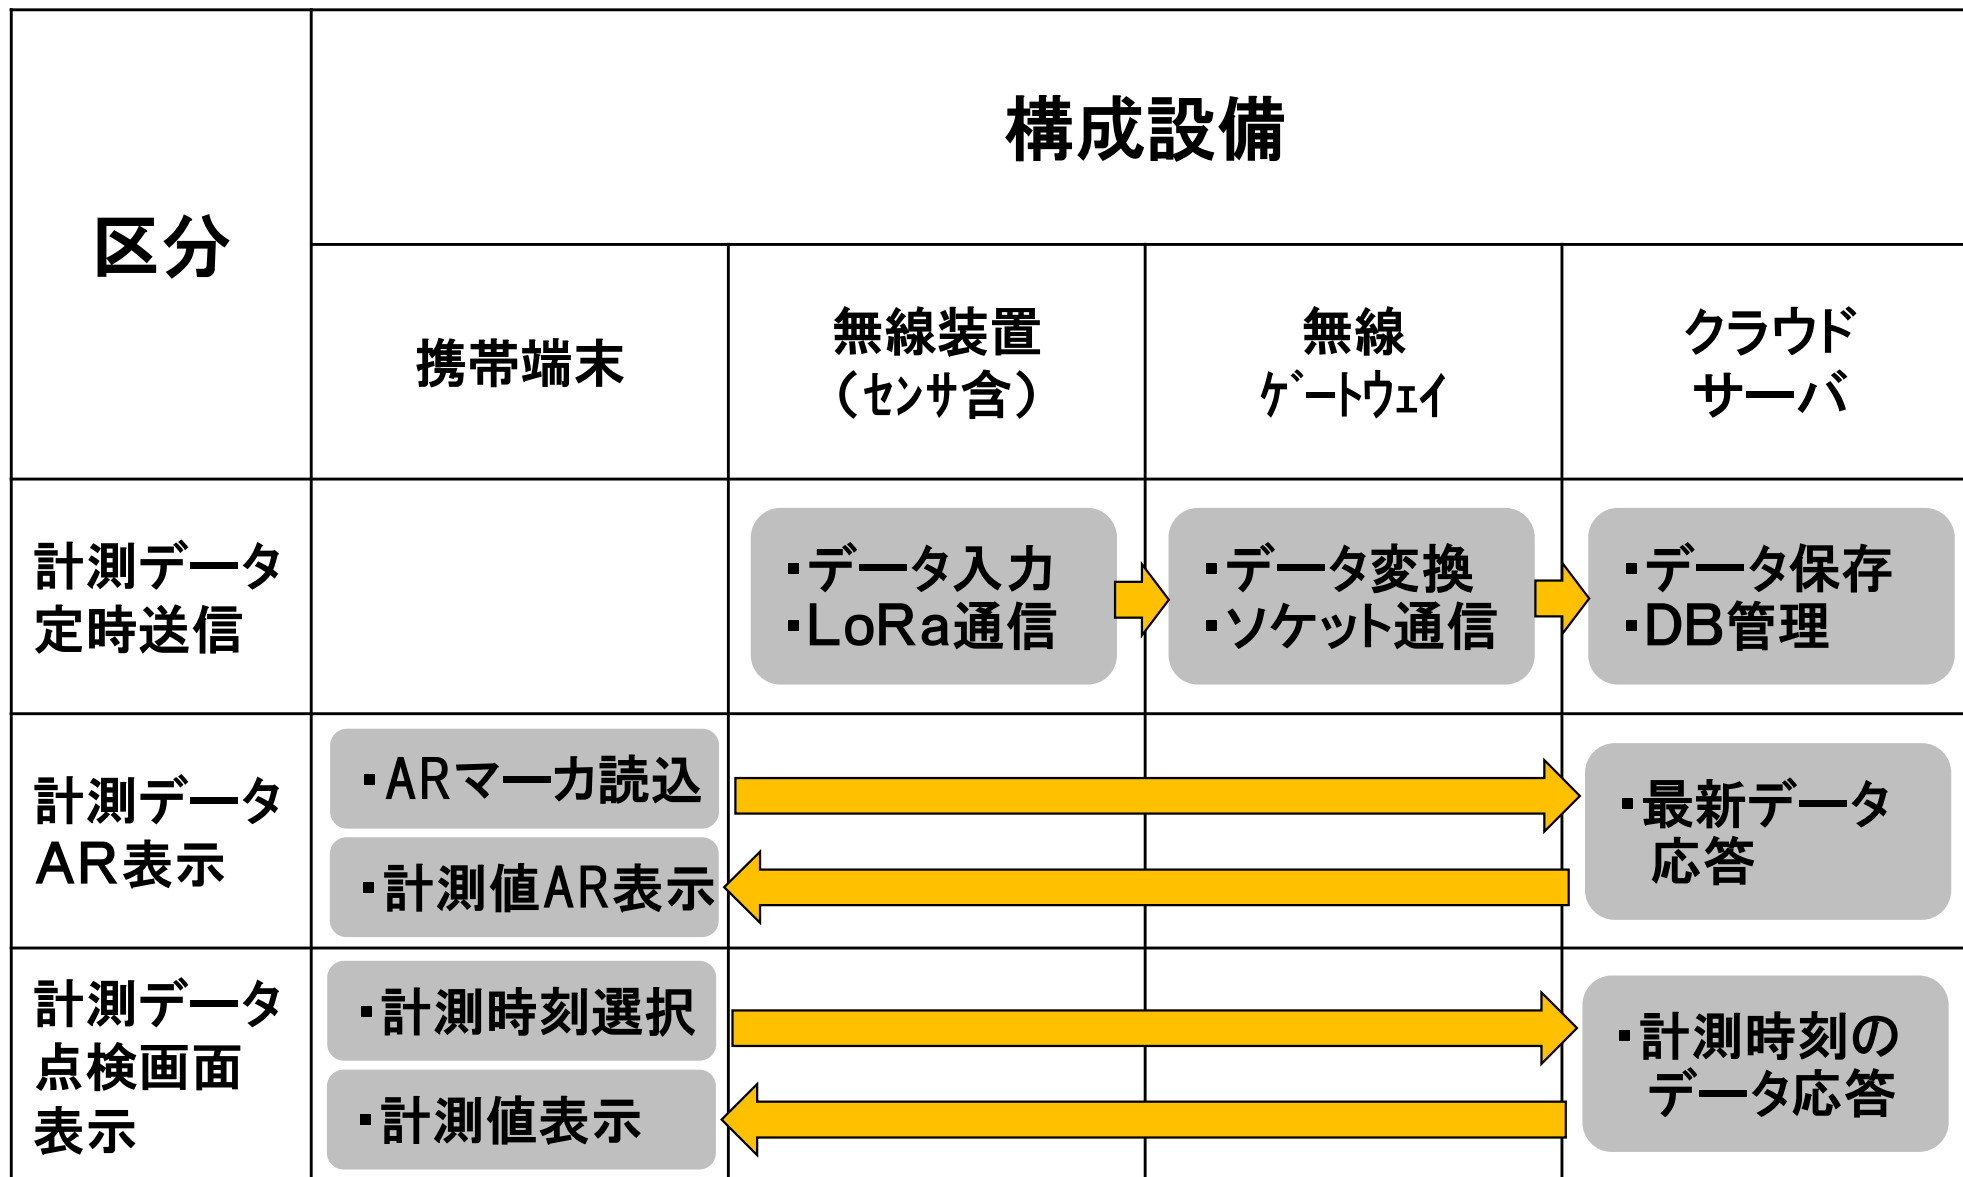 区分
構成設備
携帯端末
無線装置
（ｾﾝｻ含）
無線
ｹﾞｰﾄｳｪｲ
クラウド
サーバ
計測データ
定時送信
▪データ入力
▪LoRa通信
▪データ変換
▪ソケット通信
▪データ保存
▪DB管理
計測データ
AR表示
▪ARマーカ読込
▪計測値AR表示
▪最新データ
応答
計測データ
点検画面
表示
▪計測時刻選択
▪計測値表示
▪計測時刻の
データ応答